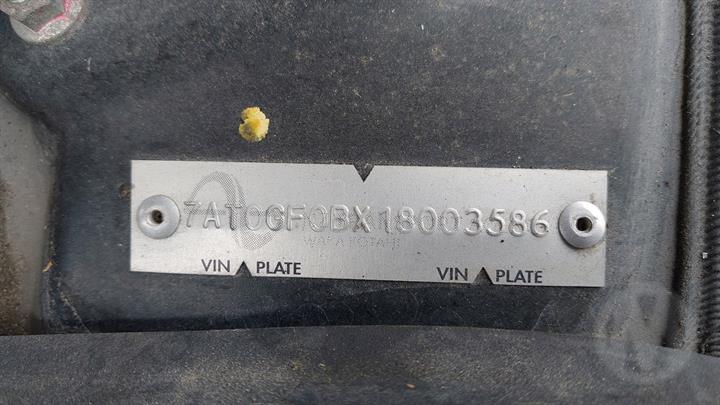 7AT0GF0BX18003586
WAKA KOTAHI
VIN PLATE VIN PLATE